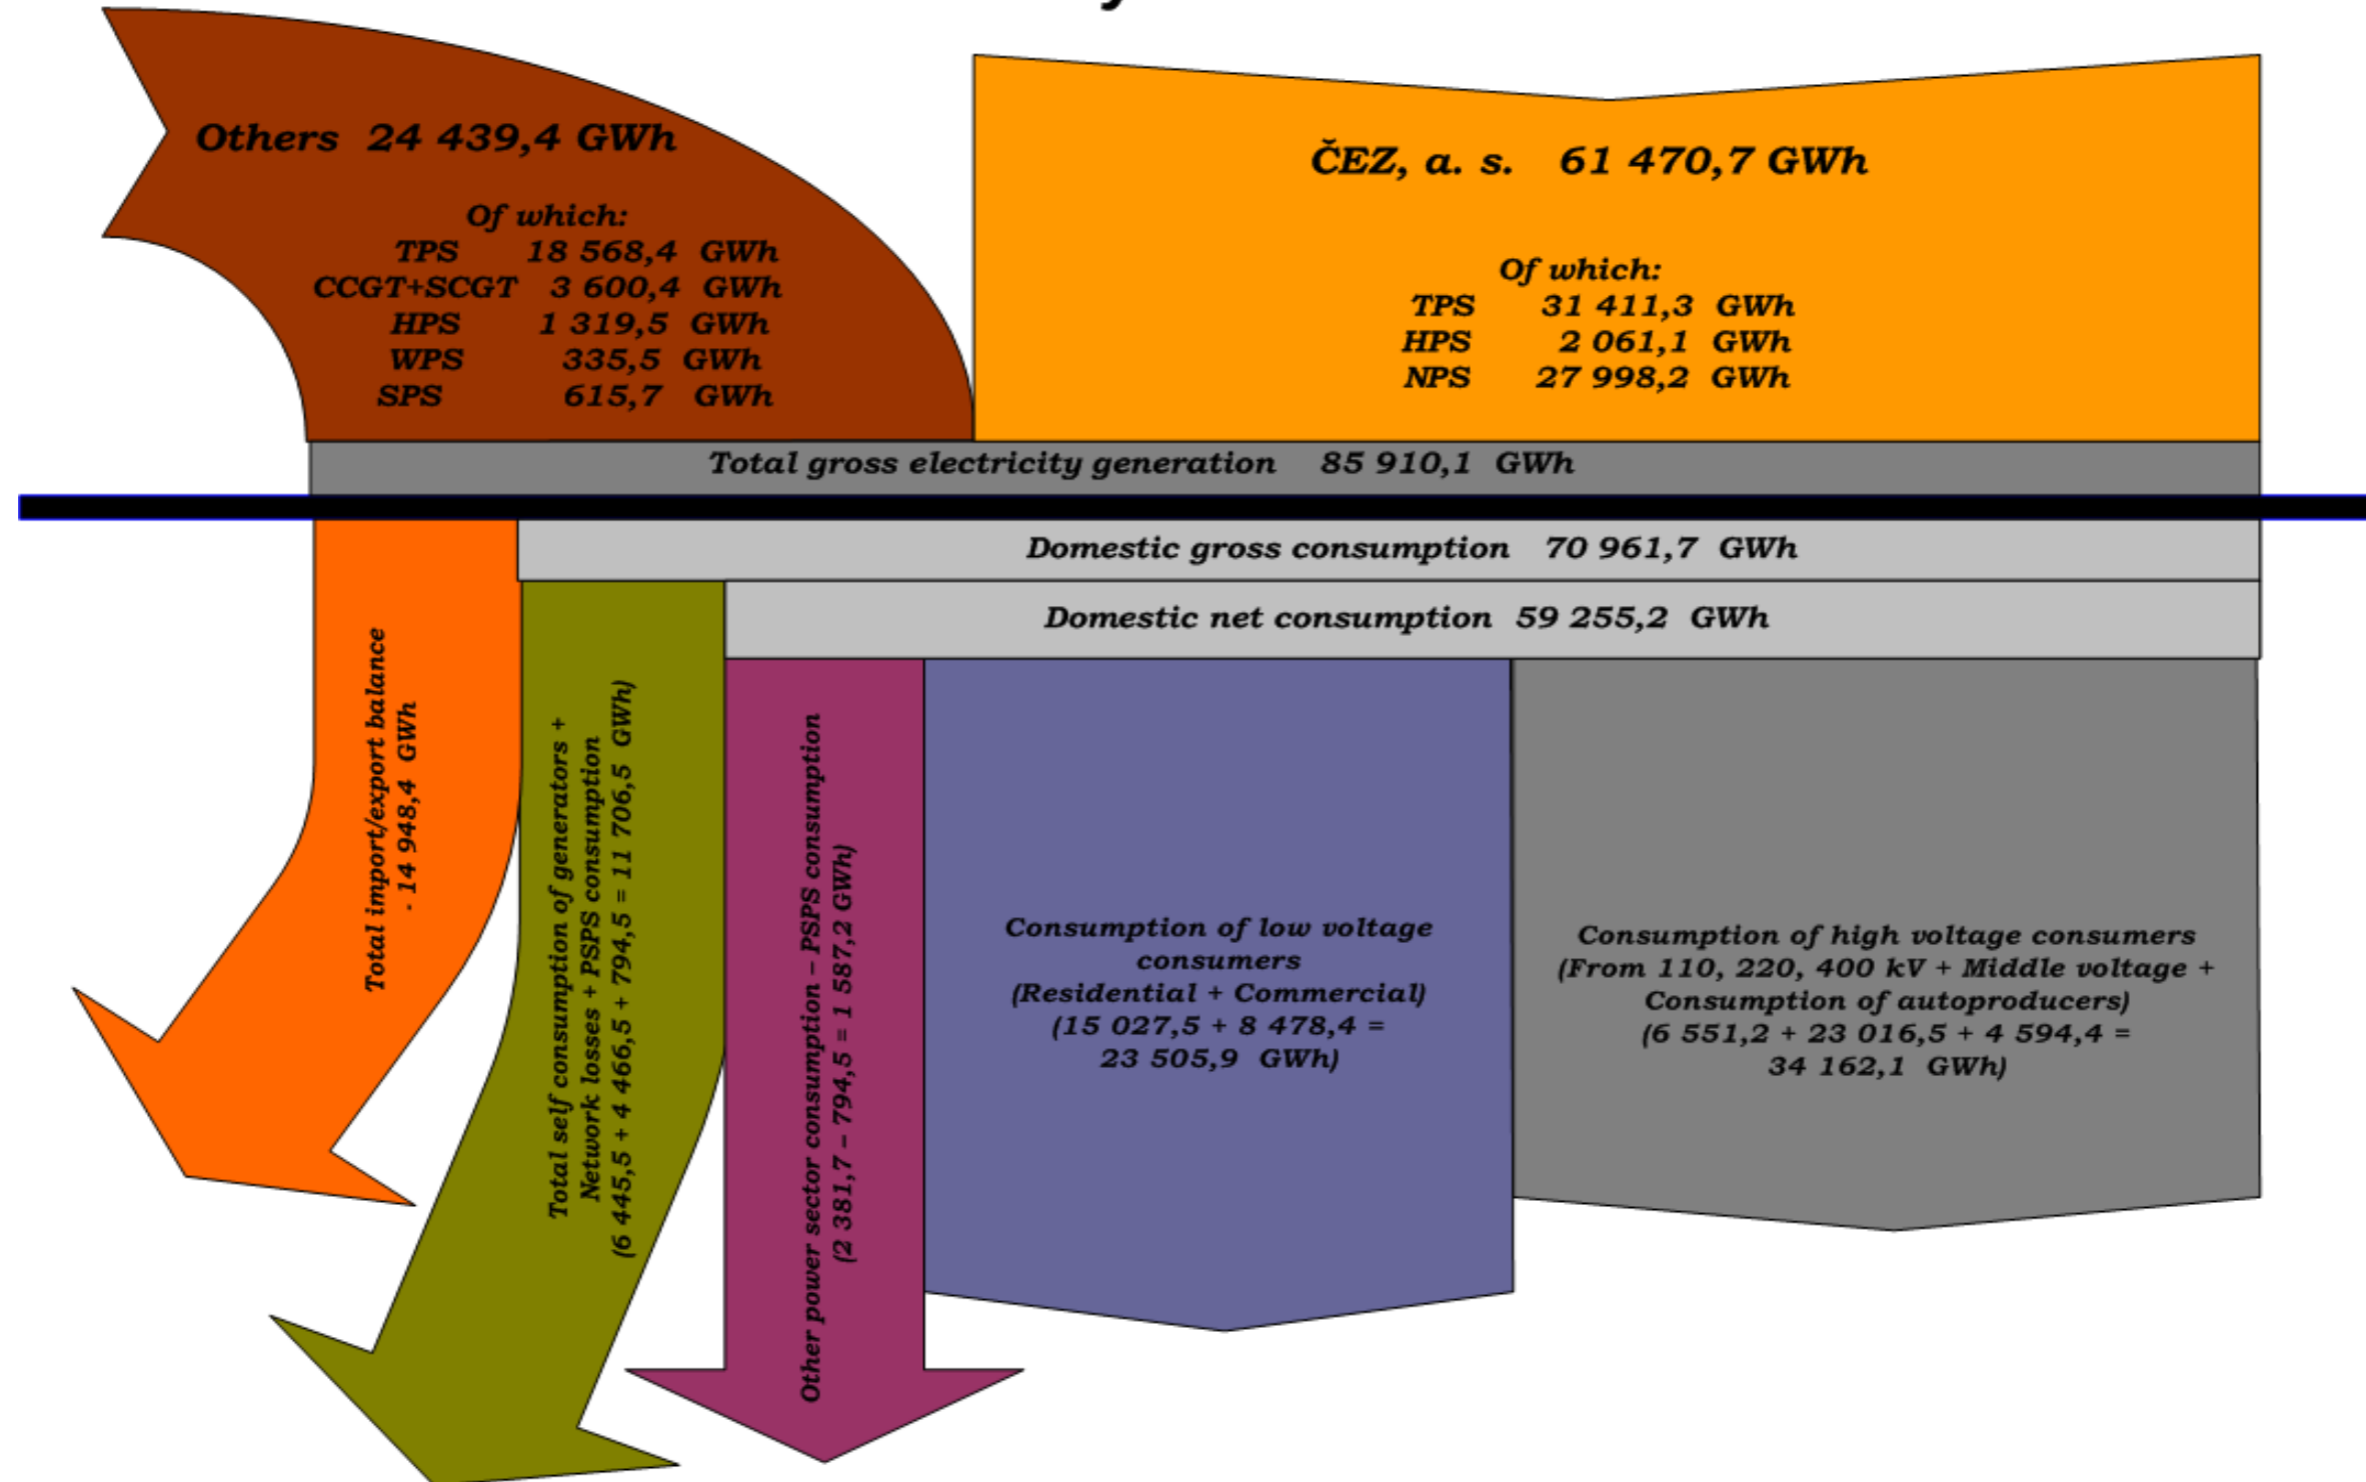 Others 24 439,4 GWh
Of which:
TPS 18 568,4 GWh
CCGT+SCGT 3 600,4 GWh
HPS 1 319,5 GWh
WPS 335,5 GWh
SPS 615,7 GWh
ČEZ, a. s. 61 470,7 GWh
Of which:
TPS 31 411,3 GWh
HPS 2 061,1 GWh
NPS 27 998,2 GWh
Total gross electricity generation 85 910,1 GWh
Domestic gross consumption 70 961,7 GWh
Domestic net consumption 59 255,2 GWh
Total import/export balance
- 14 948,4 GWh
Total self consumption of generators +
Network losses + PSPS consumption
(6 445,5 + 4 466,5 + 794,5 = 11 706,5 GWh)
Other power sector consumption – PSPS consumption
(2 381,7 – 794,5 = 1 587,2 GWh)
Consumption of low voltage
consumers
(Residential + Commercial)
(15 027,5 + 8 478,4 =
23 505,9 GWh)
Consumption of high voltage consumers
(From 110, 220, 400 kV + Middle voltage +
Consumption of autoproducers)
(6 551,2 + 23 016,5 + 4 594,4 =
34 162,1 GWh)